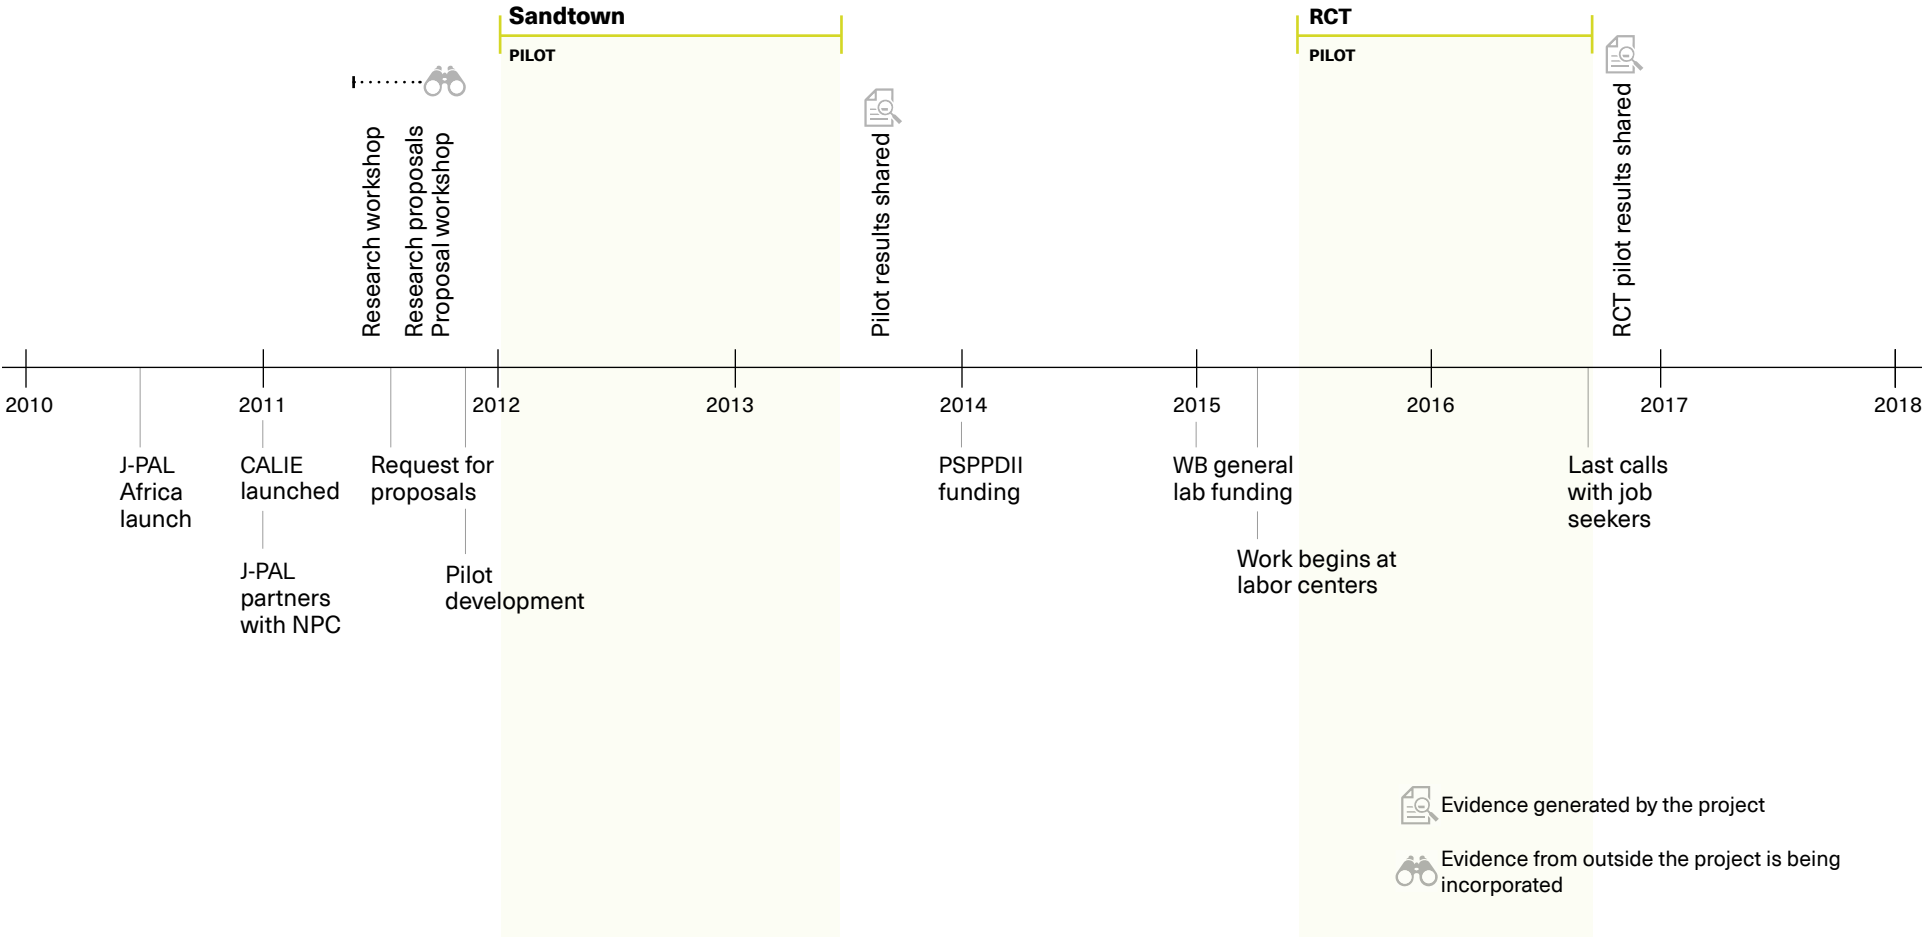 Sandtown
PILOT
RCT
PILOT
Research workshop
Research proposals
Proposal workshop
Pilot results shared
RCT pilot results shared
2010
2011
2012
2013
2014
2015
2016
2017
2018
J-PAL
Africa
launch
CALIE
launched
J-PAL
partners
with NPC
Request for
proposals
Pilot
development
PSPPDII
funding
WB general
lab funding
Work begins at
labor centers
Last calls
with job
seekers
Evidence generated by the project
Evidence from outside the project is being
incorporated